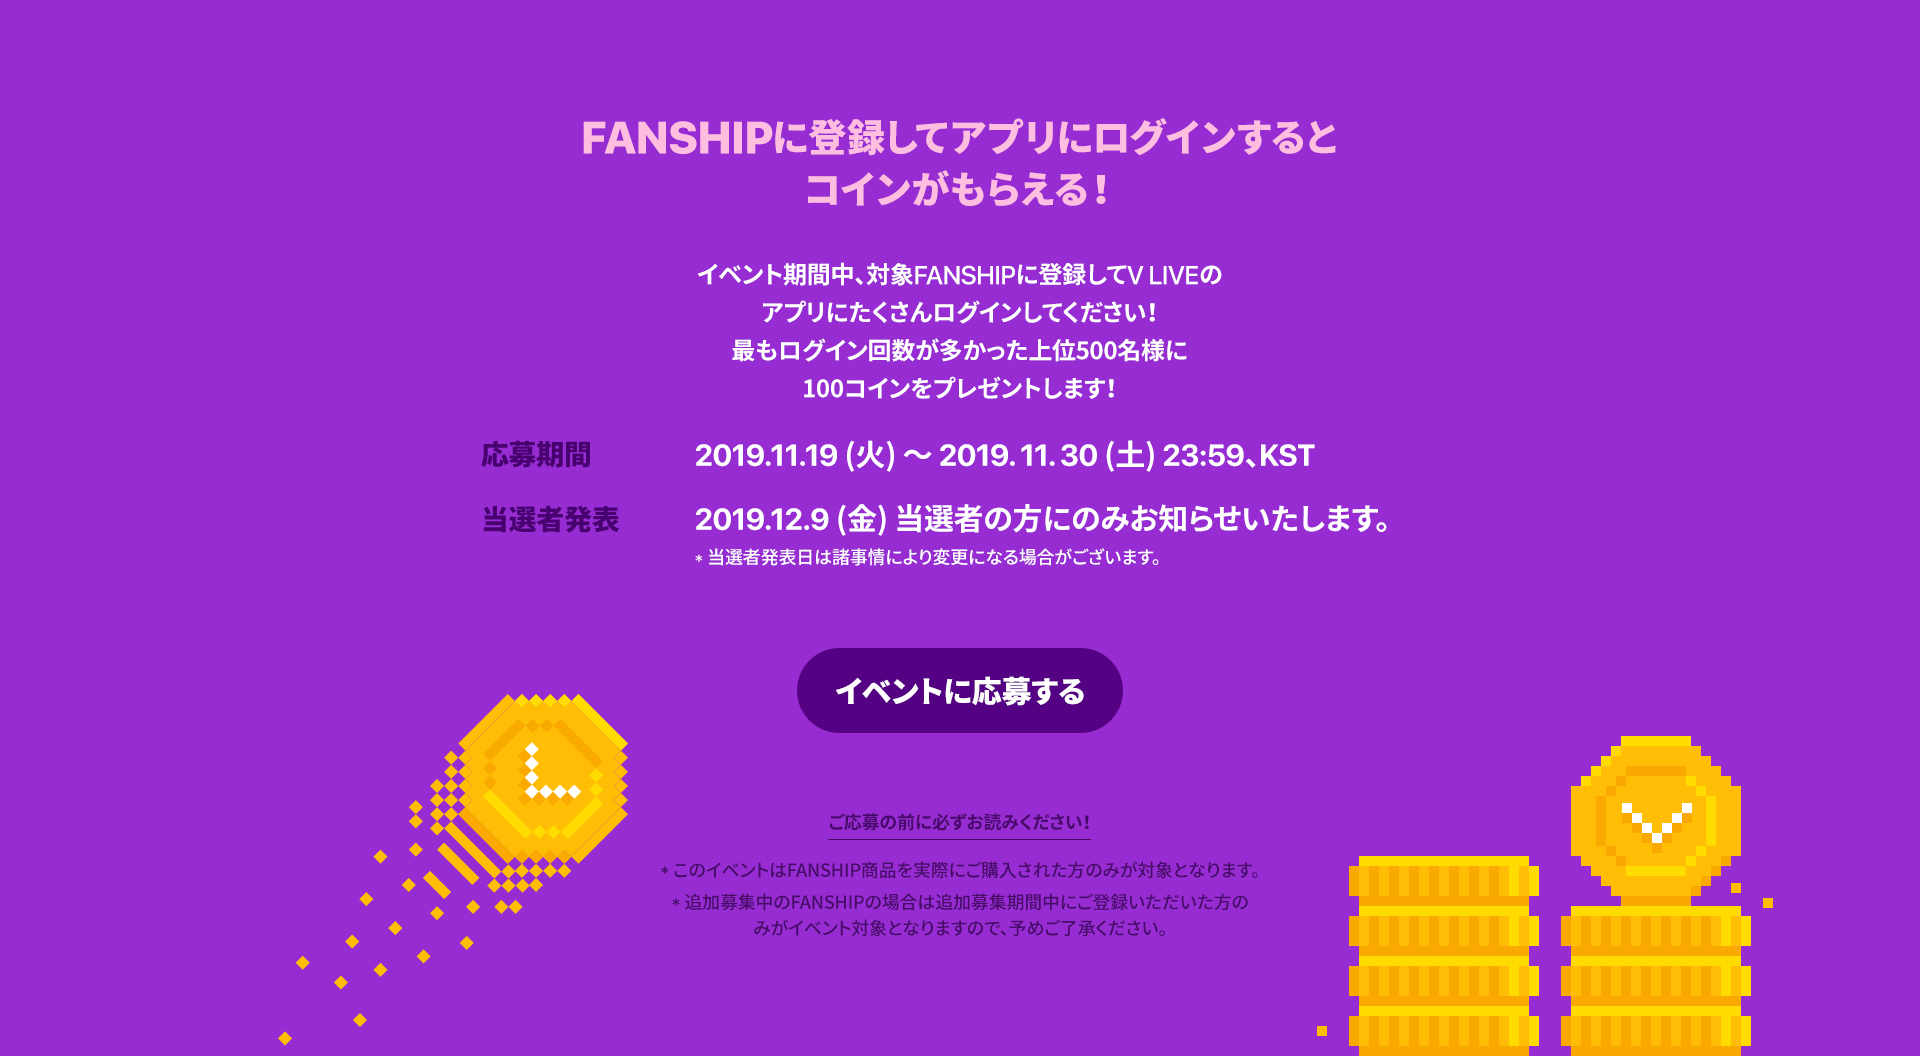 FANSHIPに登録してアプリにログインすると
コインがもらえる！
イベント期間中、対象FANSHIPに登録してV LIVEの
アプリにたくさんログインしてください！
最もログイン回数が多かった上位500名様に
100コインをプレゼントします！
応募期間 2019.11.19 (火) 〜 2019. 11. 30 (土) 23:59、KST
当選者発表 2019.12.9 (金) 当選者の方にのみお知らせいたします。
* 当選者発表日は諸事情により変更になる場合がございます。
イベントに応募する
ご応募の前に必ずお読みください！
* このイベントはFANSHIP商品を実際にご購入された方のみが対象となります。
* 追加募集中のFANSHIPの場合は追加募集期間中にご登録いただいた方の
みがイベント対象となりますので、予めご了承ください。